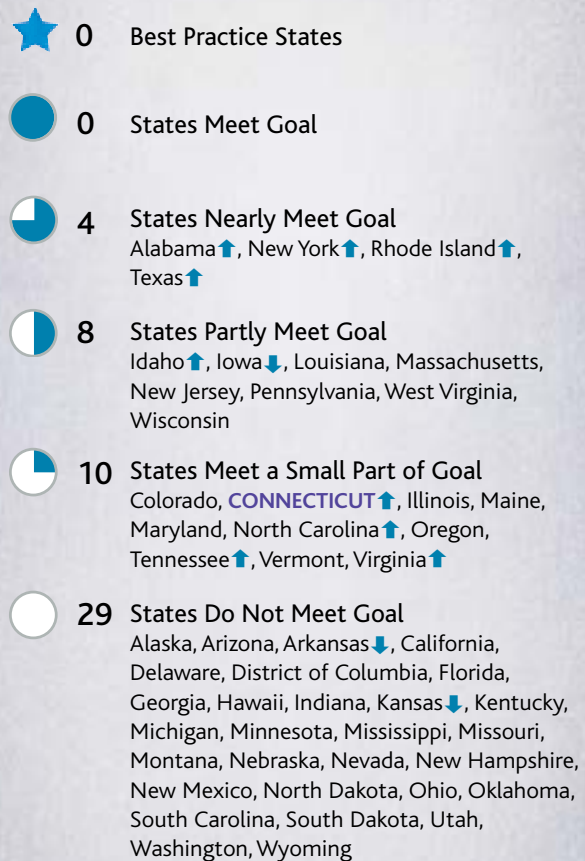 0 Best Practice States
0 States Meet Goal
4 States Nearly Meet Goal
Alabama⬆, New York⬆, Rhode Island⬆,
Texas⬆
8 States Partly Meet Goal
Idaho⬆, Iowa⬇, Louisiana, Massachusetts,
New Jersey, Pennsylvania, West Virginia,
Wisconsin
10 States Meet a Small Part of Goal
Colorado, CONNECTICUT⬆, Illinois, Maine,
Maryland, North Carolina⬆, Oregon,
Tennessee⬆, Vermont, Virginia⬆
29 States Do Not Meet Goal
Alaska, Arizona, Arkansas⬇, California,
Delaware, District of Columbia, Florida,
Georgia, Hawaii, Indiana, Kansas⬇, Kentucky,
Michigan, Minnesota, Mississippi, Missouri,
Montana, Nebraska, Nevada, New Hampshire,
New Mexico, North Dakota, Ohio, Oklahoma,
South Carolina, South Dakota, Utah,
Washington, Wyoming